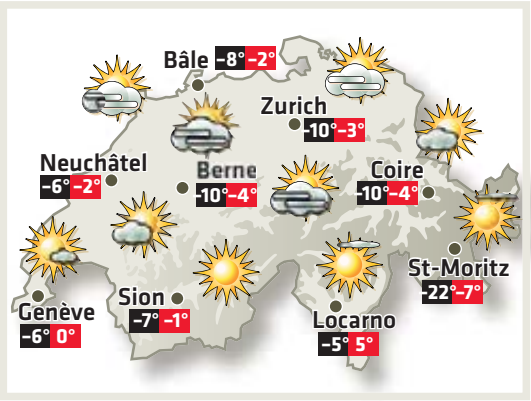 Bâle -8° -2°
Zurich
-10° -3°
Neuchâtel
-6° -2°
Berne
-10° -4°
Coire
-10° -4°
St-Moritz
-22° -7°
Sion
-7° -1°
Genève
-6° 0°
Locarno
-5° 5°